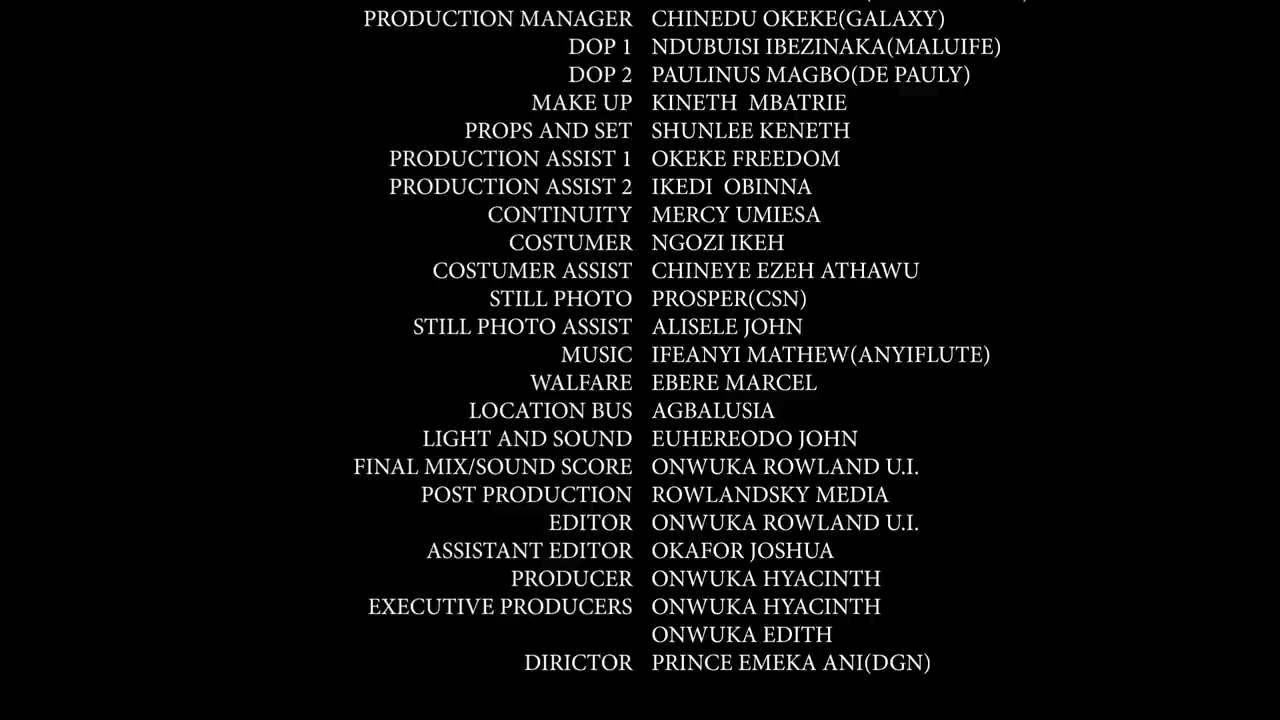 PRODUCTION MANAGER CHINEDU OKEKE(GALAXY)
DOP 1 NDUBUISI IBEZINAKA(MALUIFE)
DOP 2 PAULINUS MAGBO(DE PAULY)
MAKE UP KINETH MBATRIE
PROPS AND SET SHUNLEE KENETH
PRODUCTION ASSIST 1 OKEKE FREEDOM
PRODUCTION ASSIST 2 IKEDI OBINNA
CONTINUITY MERCY UMIESA
COSTUMER NGOZI IKEH
COSTUMER ASSIST CHINEYE EZEH ATHAWU
STILL PHOTO PROSPER(CSN)
STILL PHOTO ASSIST ALISELE JOHN
MUSIC IFEANYI MATHEW(ANYIFLUTE)
WALFARE EBERE MARCEL
LOCATION BUS AGBALUSIA
LIGHT AND SOUND EUHEREODO JOHN
FINAL MIX/SOUND SCORE ONWUKA ROWLAND U.I.
POST PRODUCTION ROWLANDSKY MEDIA
EDITOR ONWUKA ROWLAND U.I.
ASSISTANT EDITOR OKAFOR JOSHUA
PRODUCER ONWUKA HYACINTH
EXECUTIVE PRODUCERS ONWUKA HYACINTH
ONWUKA EDITH
DIRICTOR PRINCE EMEKA ANI(DGN)